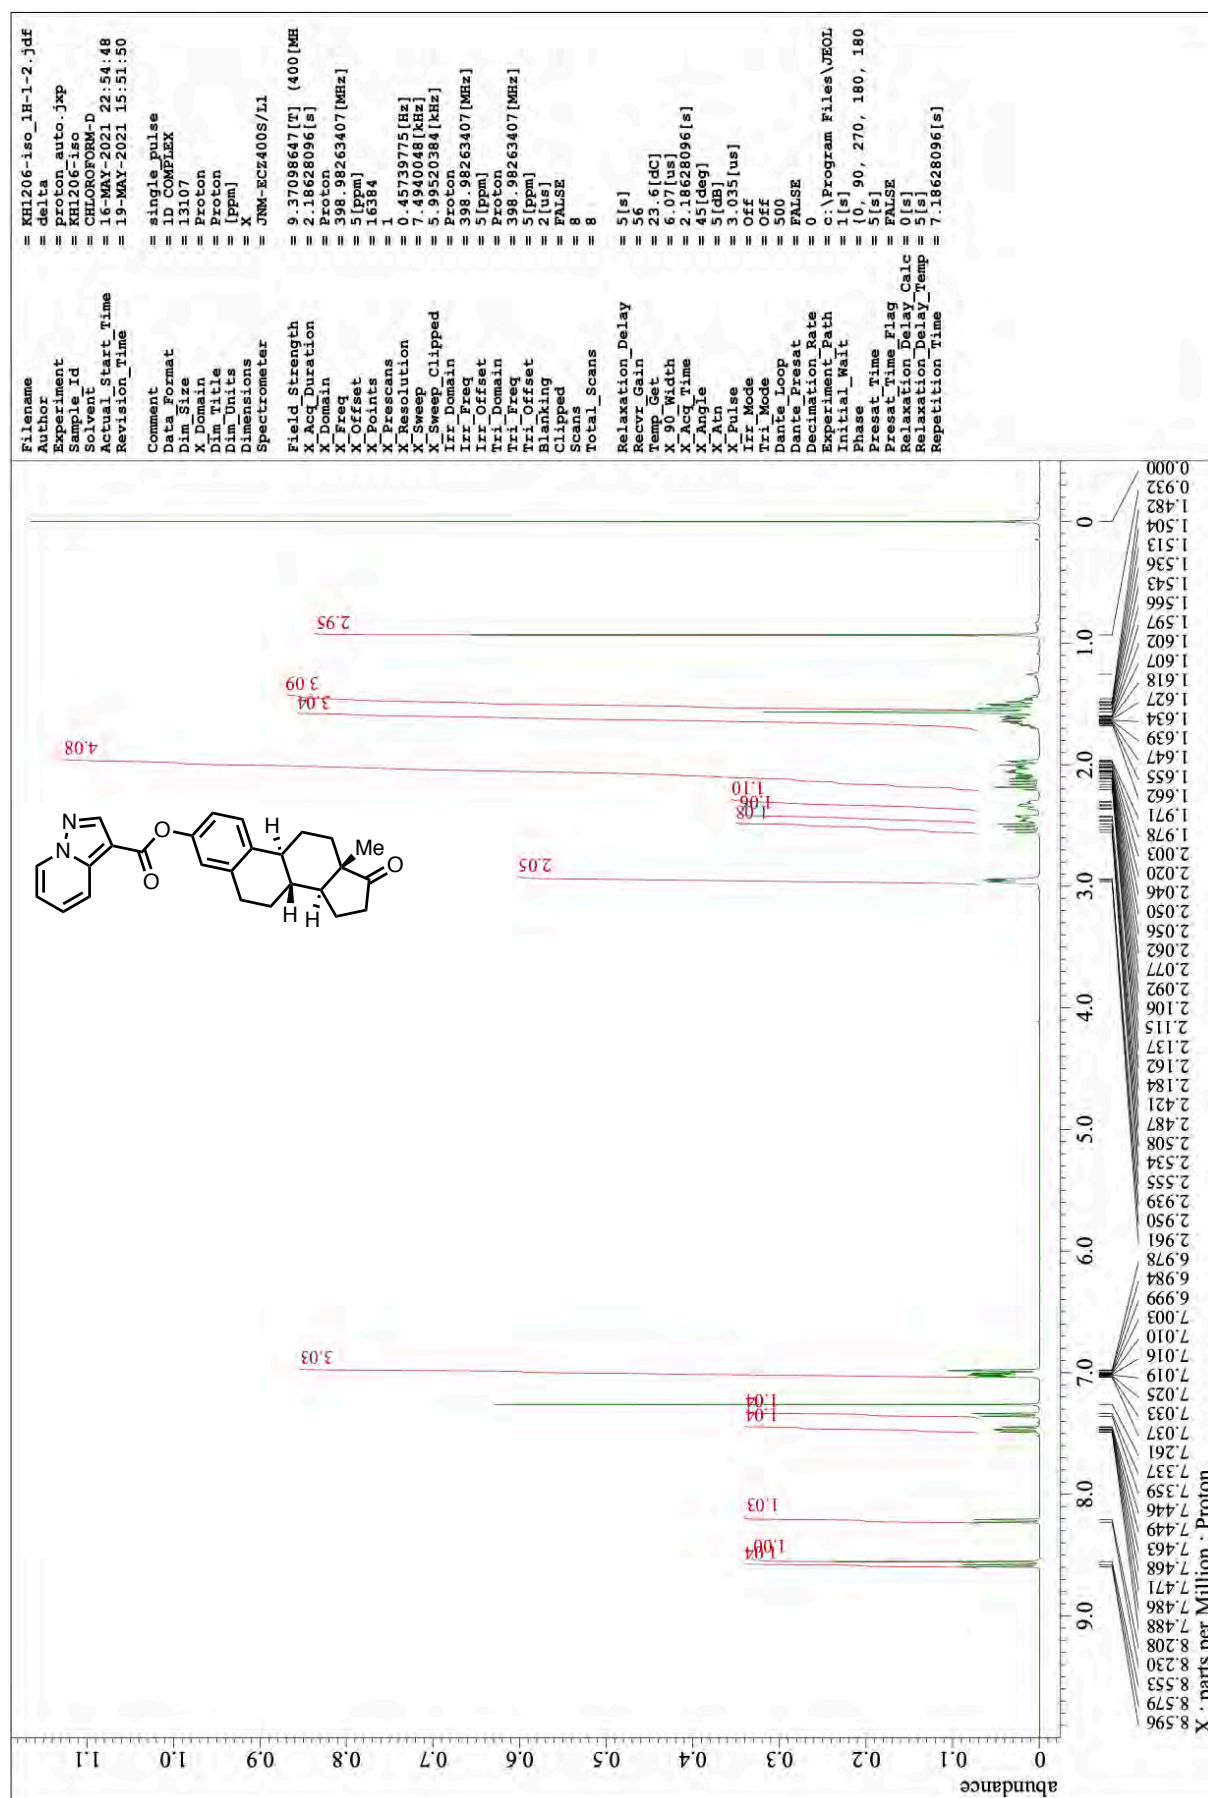 Filename = KH1206-iso_1H-1-2.jdf
Author = delta
Experiment = proton_auto.jxp
Sample_Id = KH1206-iso
Solvent = CHLOROFORM-D
Actual_Start_Time = 16-MAY-2021 22:54:48
Revision_Time = 19-MAY-2021 15:51:50
Comment = single_pulse
Data_Format = 1D COMPLEX
Dim_Size = 13107
X_Domain = Proton
Dim_Title = Proton
Dim_Units = [ppm]
Dimensions = X
Spectrometer = JNM-ECZ400S/L1
Field_Strength = 9.37098647[T] (400[MH
X_Acq_Duration = 2.18628096[s]
X_Domain = Proton
X_Freq = 398.98263407[MHz]
X_Offset = 5[ppm]
X_Points = 16384
X_Prescans = 1
X_Resolution = 0.45739775[Hz]
X_Sweep = 7.4940048[kHz]
X_Sweep_Clipped = 5.9952038[kHz]
Irr_Domain = Proton
Irr_Freq = 398.98263407[MHz]
Irr_Offset = 5[ppm]
Tri_Domain = Proton
Tri_Freq = 398.98263407[MHz]
Tri_Offset = 5[ppm]
Blanking = 2[us]
Clipped = FALSE
Scans = 8
Total_Scans = 8
Relaxation_Delay = 5[s]
Recvr_Gain = 56
Temp_Get = 23.6[dC]
X_90_Width = 6.07[us]
X_Acq_Time = 2.18628096[s]
X_Angle = 45[deg]
X_Atn = 5[dB]
X_Pulse = 3.035[us]
Irr_Mode = Off
Tri_Mode = Off
Dante_Loop = 500
Dante_Presat = FALSE
Decimation_Rate = 0
Experiment_Path = c:\Program Files\JEOL
Initial_Wait = 1[s]
Phase = {0, 90, 270, 180, 180
Presat_Time = 5[s]
Presat_Time_Flag = FALSE
Relaxation_Delay_Calc = 0[s]
Relaxation_Delay_Temp = 5[s]
Repetition_Time = 7.18628096[s]
2.95
3.09
3.04
4.08
1.10
1.06
1.08
2.05
3.03
1.04
1.04
1.03
1.00
1.04
N
N
O
O
H
H
H
Me
O
0
1.0
2.0
3.0
4.0
5.0
6.0
7.0
8.0
9.0
0.000
0.932
1.482
1.504
1.513
1.536
1.543
1.566
1.597
1.602
1.607
1.618
1.627
1.634
1.639
1.647
1.655
1.662
1.971
1.978
2.003
2.020
2.046
2.050
2.056
2.062
2.077
2.092
2.106
2.115
2.137
2.162
2.184
2.421
2.487
2.508
2.534
2.555
2.939
2.950
2.961
6.978
6.984
6.999
7.003
7.010
7.016
7.019
7.025
7.033
7.037
7.261
7.337
7.359
7.446
7.449
7.463
7.468
7.471
7.486
7.488
8.208
8.230
8.553
8.579
8.596
X : parts per Million : Proton
1.1
1.0
0.9
0.8
0.7
0.6
0.5
0.4
0.3
0.2
0.1
0
abundance